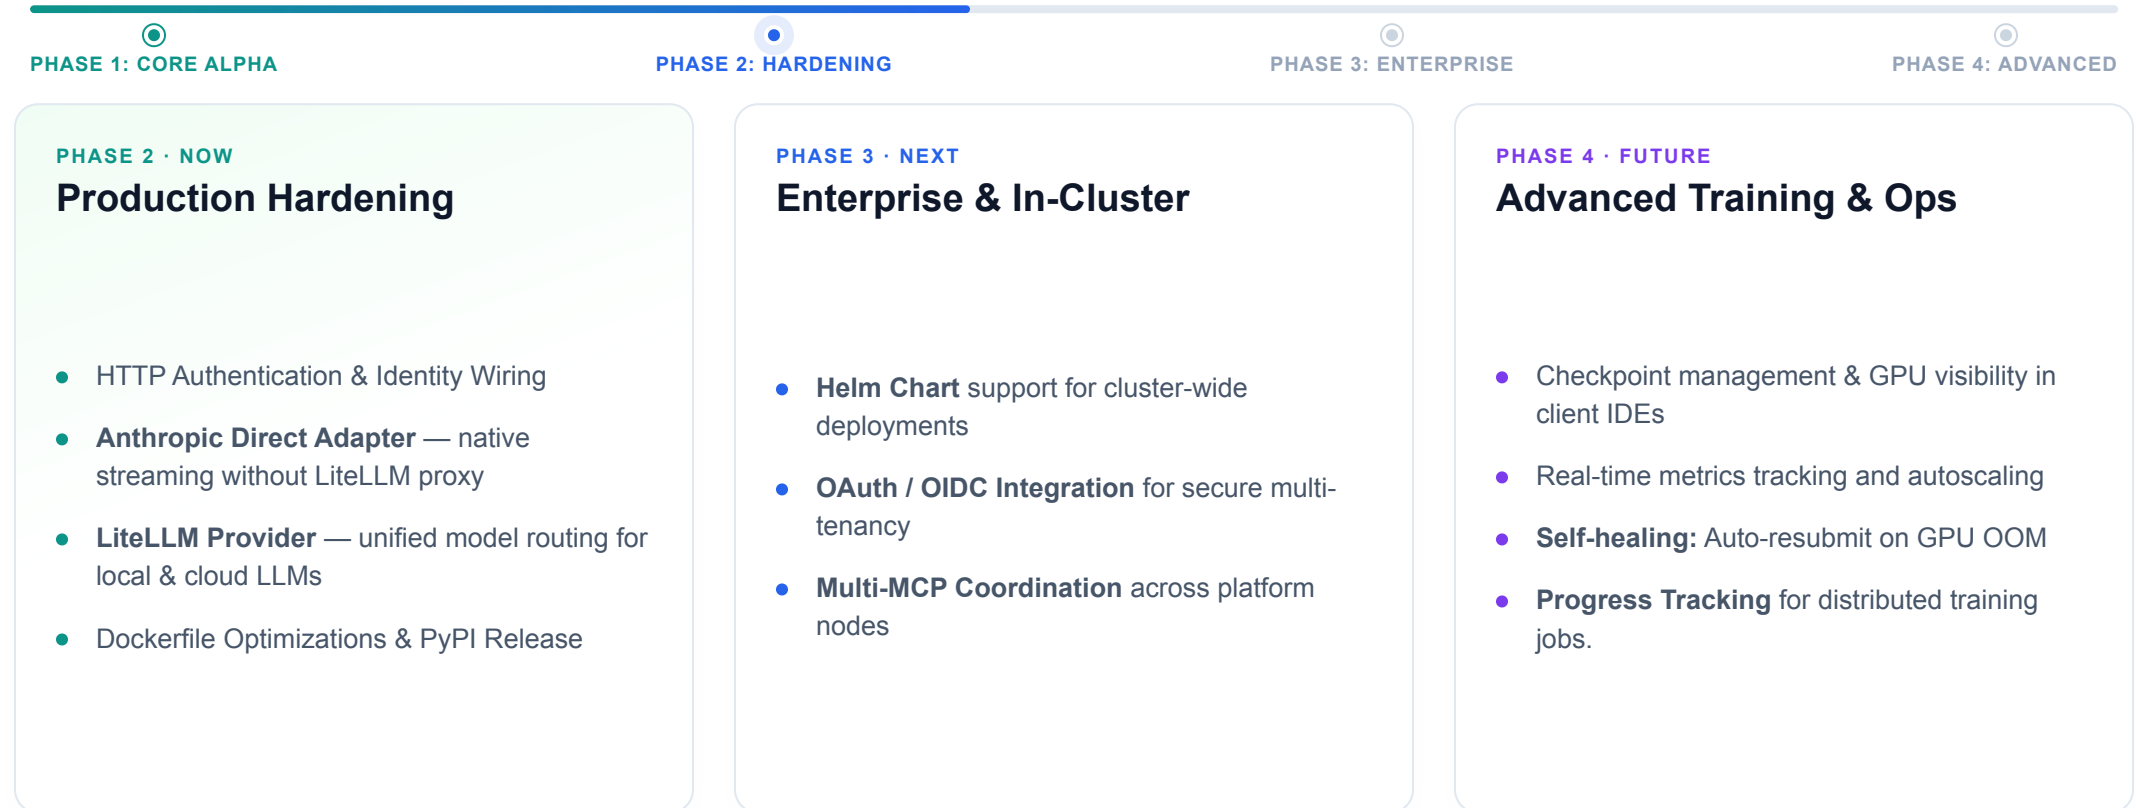 PHASE 1: CORE ALPHA
PHASE 2: HARDENING
PHASE 3: ENTERPRISE
PHASE 4: ADVANCED
PHASE 2 · NOW
Production Hardening
HTTP Authentication & Identity Wiring
Anthropic Direct Adapter — native
streaming without LiteLLM proxy
LiteLLM Provider — unified model routing for
local & cloud LLMs
Dockerfile Optimizations & PyPI Release
PHASE 3 · NEXT
Enterprise & In-Cluster
Helm Chart support for cluster-wide
deployments
OAuth / OIDC Integration for secure multi-
tenancy
Multi-MCP Coordination across platform
nodes
PHASE 4 · FUTURE
Advanced Training & Ops
Checkpoint management & GPU visibility in
client IDEs
Real-time metrics tracking and autoscaling
Self-healing: Auto-resubmit on GPU OOM
Progress Tracking for distributed training
jobs.